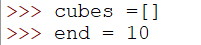 >>> cubes =[]
>>> end = 10